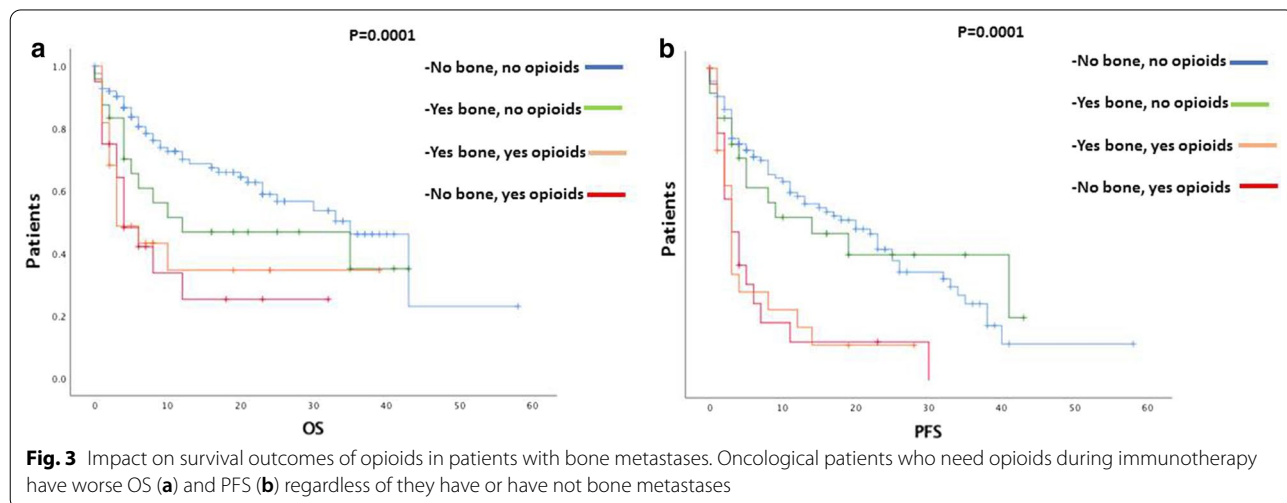 a
P=0.0001
-No bone, no opioids
-Yes bone, no opioids
-Yes bone, yes opioids
-No bone, yes opioids
Patients
1.0
0.8
0.6
0.4
0.2
0.0
0 10 20 30 40 50 60
OS
b
P=0.0001
-No bone, no opioids
-Yes bone, no opioids
-Yes bone, yes opioids
-No bone, yes opioids
Patients
0 10 20 30 40 50 60
PFS
Fig. 3 Impact on survival outcomes of opioids in patients with bone metastases. Oncological patients who need opioids during immunotherapy
have worse OS (a) and PFS (b) regardless of they have or have not bone metastases